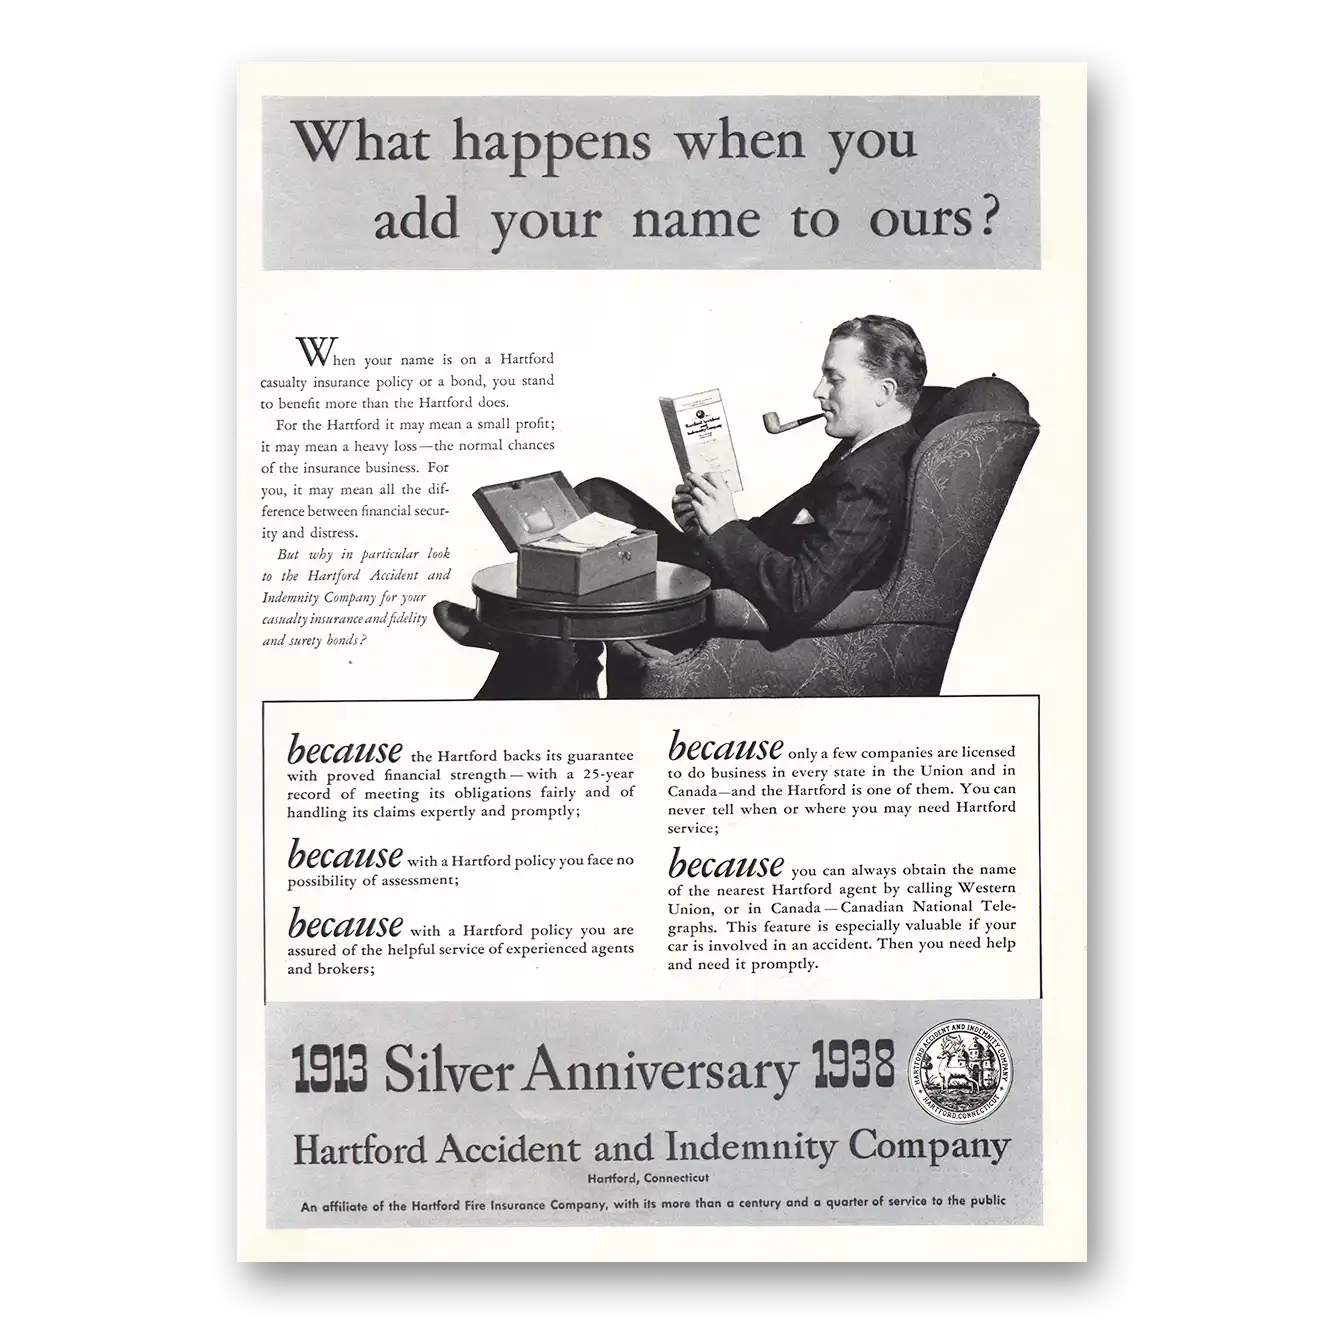 What happens when you
add your name to ours?
When your name is on a Hartford
casualty insurance policy or a bond, you stand
to benefit more than the Hartford does.
For the Hartford it may mean a small profit;
it may mean a heavy loss—the normal chances
of the insurance business. For
you, it may mean all the dif-
ference between financial secur-
ity and distress.
But why in particular look
to the Hartford Accident and
Indemnity Company for your
casualty insurance and fidelity
and surety bonds?
Hartford Accident
and
Indemnity Company
because the Hartford backs its guarantee
with proved financial strength—with a 25-year
record of meeting its obligations fairly and of
handling its claims expertly and promptly;
because with a Hartford policy you face no
possibility of assessment;
because with a Hartford policy you are
assured of the helpful service of experienced agents
and brokers;
because only a few companies are licensed
to do business in every state in the Union and in
Canada—and the Hartford is one of them. You can
never tell when or where you may need Hartford
service;
because you can always obtain the name
of the nearest Hartford agent by calling Western
Union, or in Canada—Canadian National Tele-
graphs. This feature is especially valuable if your
car is involved in an accident. Then you need help
and need it promptly.
1913 Silver Anniversary 1938
HARTFORD ACCIDENT AND INDEMNITY COMPANY
HARTFORD, CONNECTICUT
Hartford Accident and Indemnity Company
Hartford, Connecticut
An affiliate of the Hartford Fire Insurance Company, with its more than a century and a quarter of service to the public